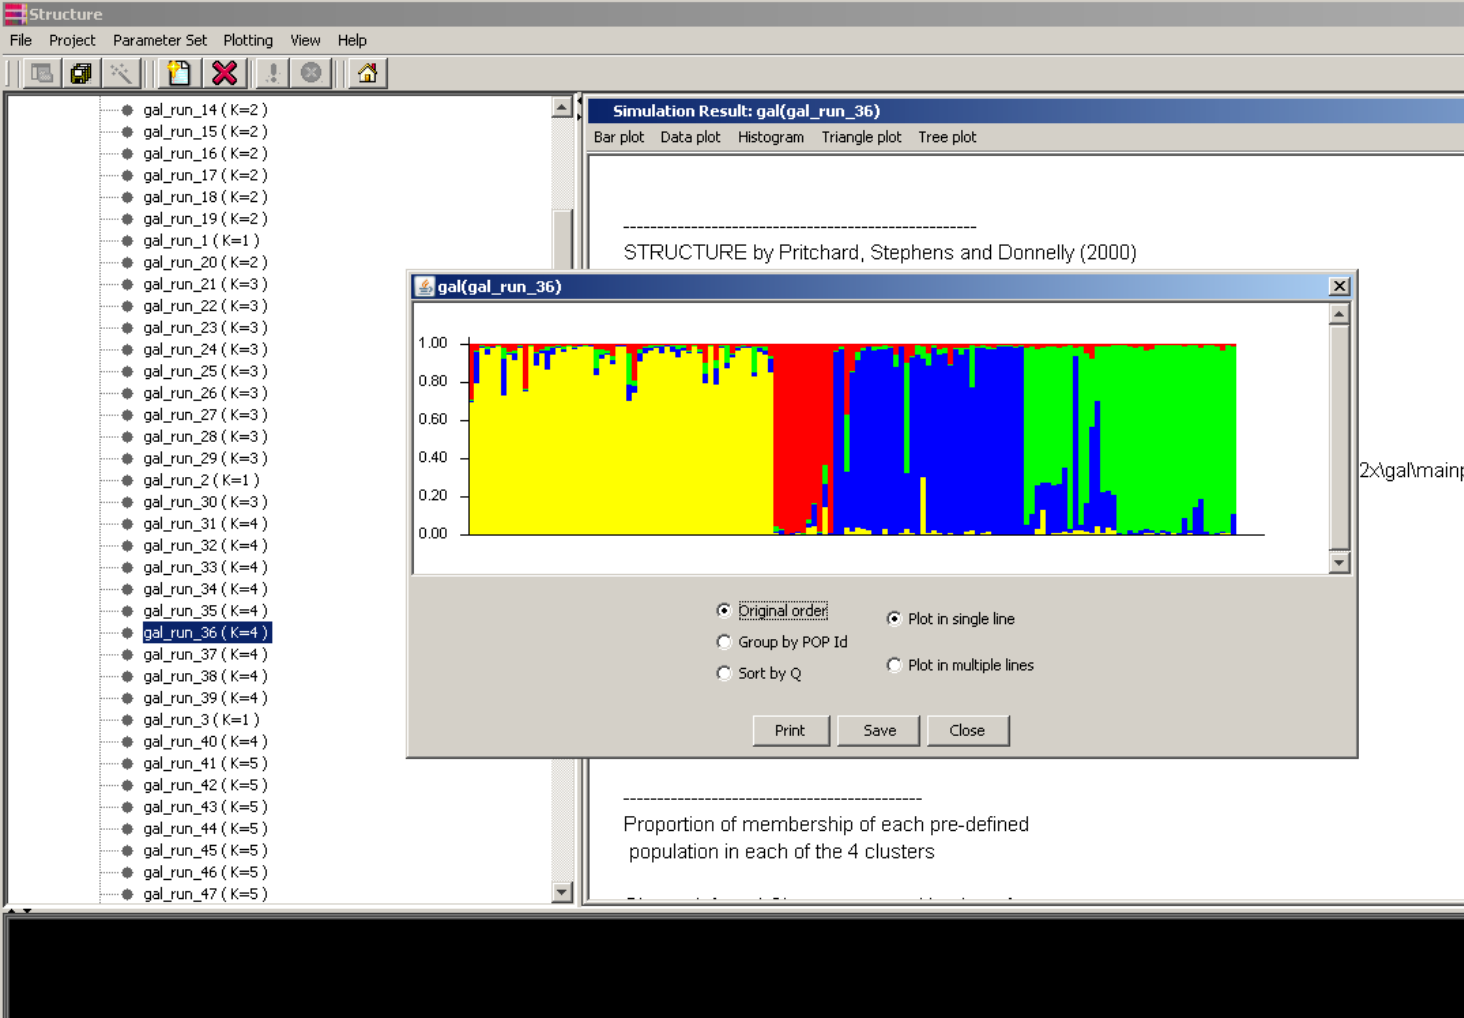 Structure
File Project Parameter Set Plotting View Help
gal_run_14 ( K=2 )
gal_run_15 ( K=2 )
gal_run_16 ( K=2 )
gal_run_17 ( K=2 )
gal_run_18 ( K=2 )
gal_run_19 ( K=2 )
gal_run_1 ( K=1 )
gal_run_20 ( K=2 )
gal_run_21 ( K=3 )
gal_run_22 ( K=3 )
gal_run_23 ( K=3 )
gal_run_24 ( K=3 )
gal_run_25 ( K=3 )
gal_run_26 ( K=3 )
gal_run_27 ( K=3 )
gal_run_28 ( K=3 )
gal_run_29 ( K=3 )
gal_run_2 ( K=1 )
gal_run_30 ( K=3 )
gal_run_31 ( K=4 )
gal_run_32 ( K=4 )
gal_run_33 ( K=4 )
gal_run_34 ( K=4 )
gal_run_35 ( K=4 )
gal_run_36 ( K=4 )
gal_run_37 ( K=4 )
gal_run_38 ( K=4 )
gal_run_39 ( K=4 )
gal_run_3 ( K=1 )
gal_run_40 ( K=4 )
gal_run_41 ( K=5 )
gal_run_42 ( K=5 )
gal_run_43 ( K=5 )
gal_run_44 ( K=5 )
gal_run_45 ( K=5 )
gal_run_46 ( K=5 )
gal_run_47 ( K=5 )
Simulation Result: gal(gal_run_36)
Bar plot Data plot Histogram Triangle plot Tree plot
----------------------------------------------------
STRUCTURE by Pritchard, Stephens and Donnelly (2000)
2x\gal\mainp
gal(gal_run_36)
1.00
0.80
0.60
0.40
0.20
0.00
Original order
Group by POP Id
Sort by Q
Plot in single line
Plot in multiple lines
Print Save Close
--------------------------------------------
Proportion of membership of each pre-defined
population in each of the 4 clusters